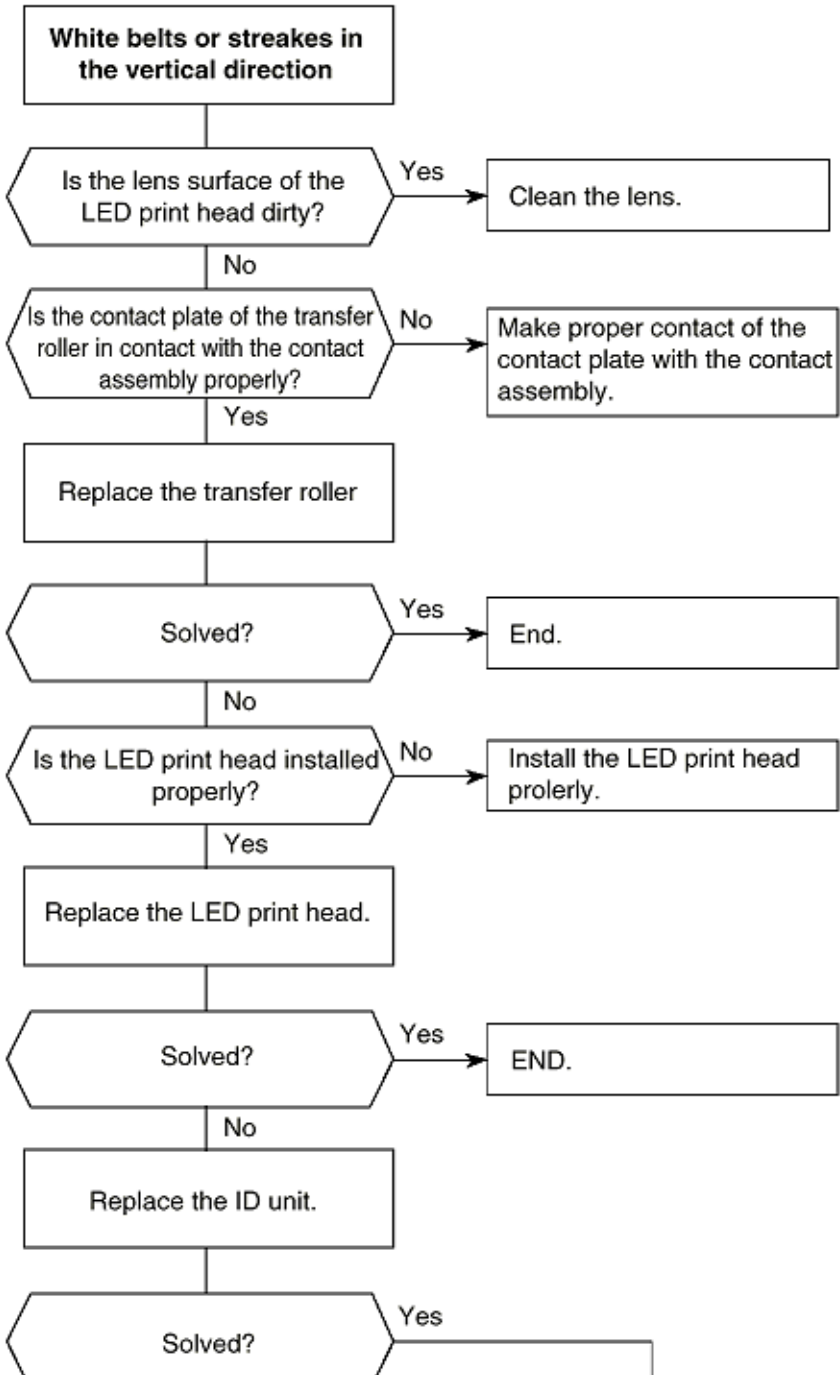 White belts or streakes in
the vertical direction
Is the lens surface of the
LED print head dirty?
Yes
Clean the lens.
No
Is the contact plate of the transfer
roller in contact with the contact
assembly properly?
No
Make proper contact of the
contact plate with the contact
assembly.
Yes
Replace the transfer roller
Solved?
Yes
End.
No
Is the LED print head installed
properly?
No
Install the LED print head
prolerly.
Yes
Replace the LED print head.
Solved?
Yes
END.
No
Replace the ID unit.
Solved?
Yes